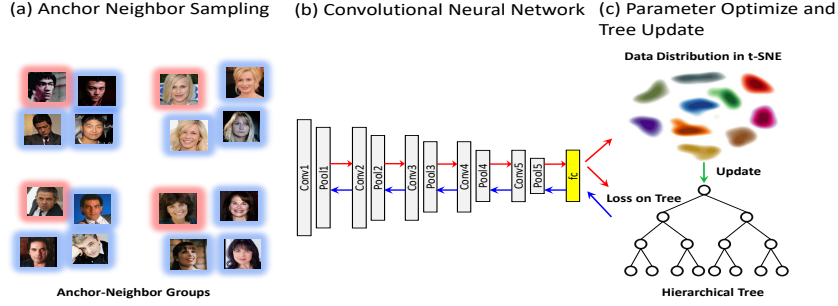 (a) Anchor Neighbor Sampling
(b) Convolutional Neural Network
(c) Parameter Optimize and
Tree Update
Data Distribution in t-SNE
Conv1
Pool1
Conv2
Pool2
Conv3
Pool3
Conv4
Pool4
Conv5
Pool5
fc
Update
Loss on Tree
Anchor-Neighbor Groups
Hierarchical Tree